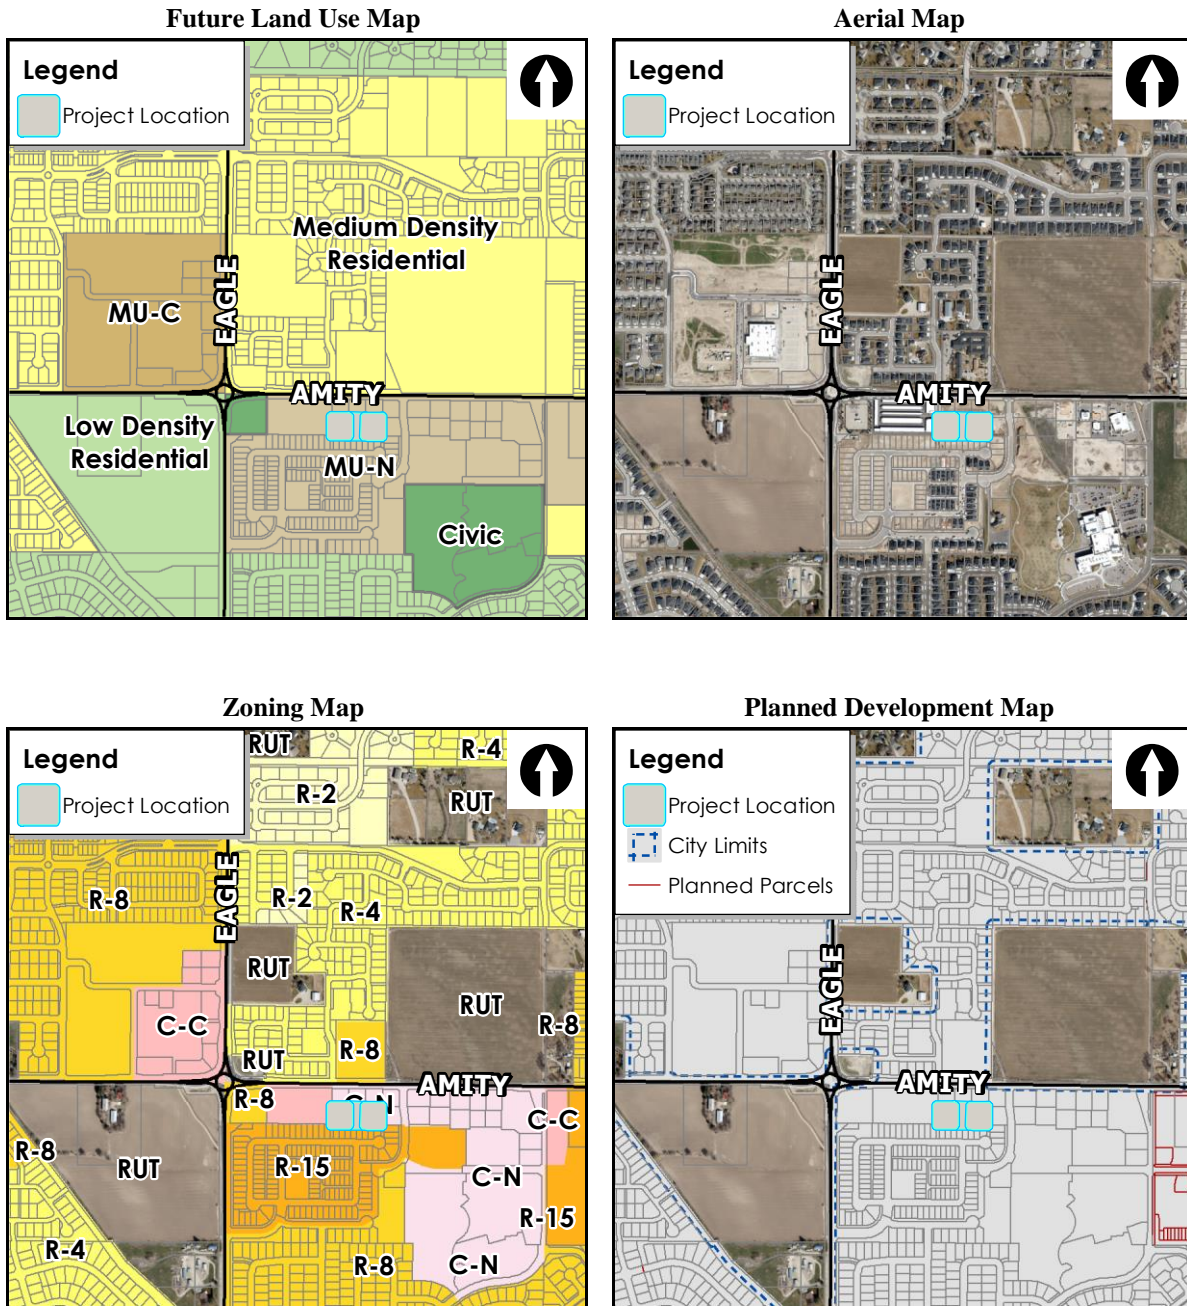 Future Land Use Map
Legend
Project Location
Medium Density
Residential
EAGLE
MU-C
AMITY
Low Density
Residential
MU-N
Civic
Aerial Map
Legend
Project Location
EAGLE
AMITY
Zoning Map
Legend
Project Location
RUT
R-4
R-2
RUT
EAGLE
R-8
R-2
R-4
RUT
RUT
C-C
R-8
RUT
R-8
AMITY
R-8
C-N
C-C
R-8
RUT
R-15
C-N
R-15
R-4
R-8
C-N
Planned Development Map
Legend
Project Location
City Limits
Planned Parcels
EAGLE
AMITY